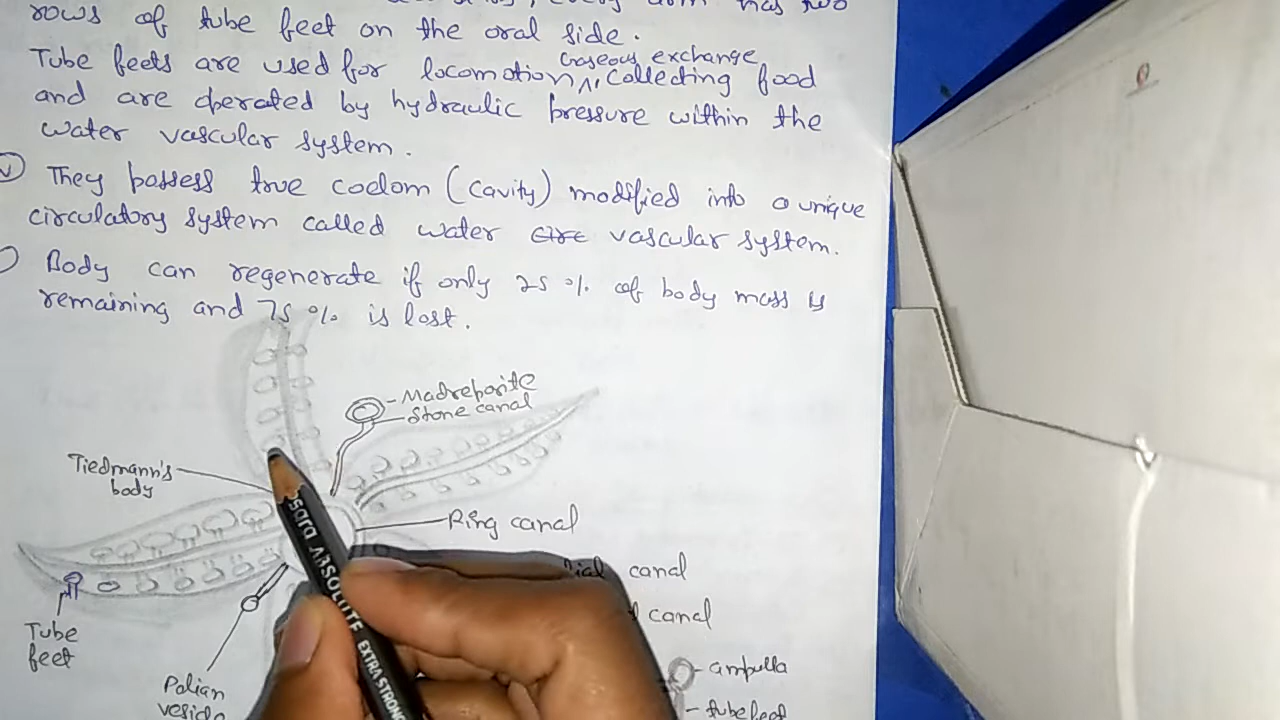 rows of tube feet on the oral side.
Tube feets are used for locomotion, Gaseous exchange, Collecting food
and are operated by hydraulic pressure within the
water vascular system.
They possess true coelom (cavity) modified into a unique
circulatory system called water vascular system.
Body can regenerate if only 25 % of body mass is
remaining and 75 % is lost.
Madreporite
Stone canal
Tiedmann's
body
Ring canal
canal
canal
Tube
feet
Polian
ampulla
tube feet
nsara ABSOLUTE EXTRA STRONG